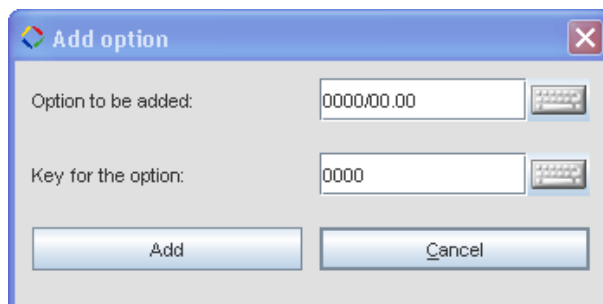 Add option
Option to be added: 0000/00.00
Key for the option: 0000
Add Cancel